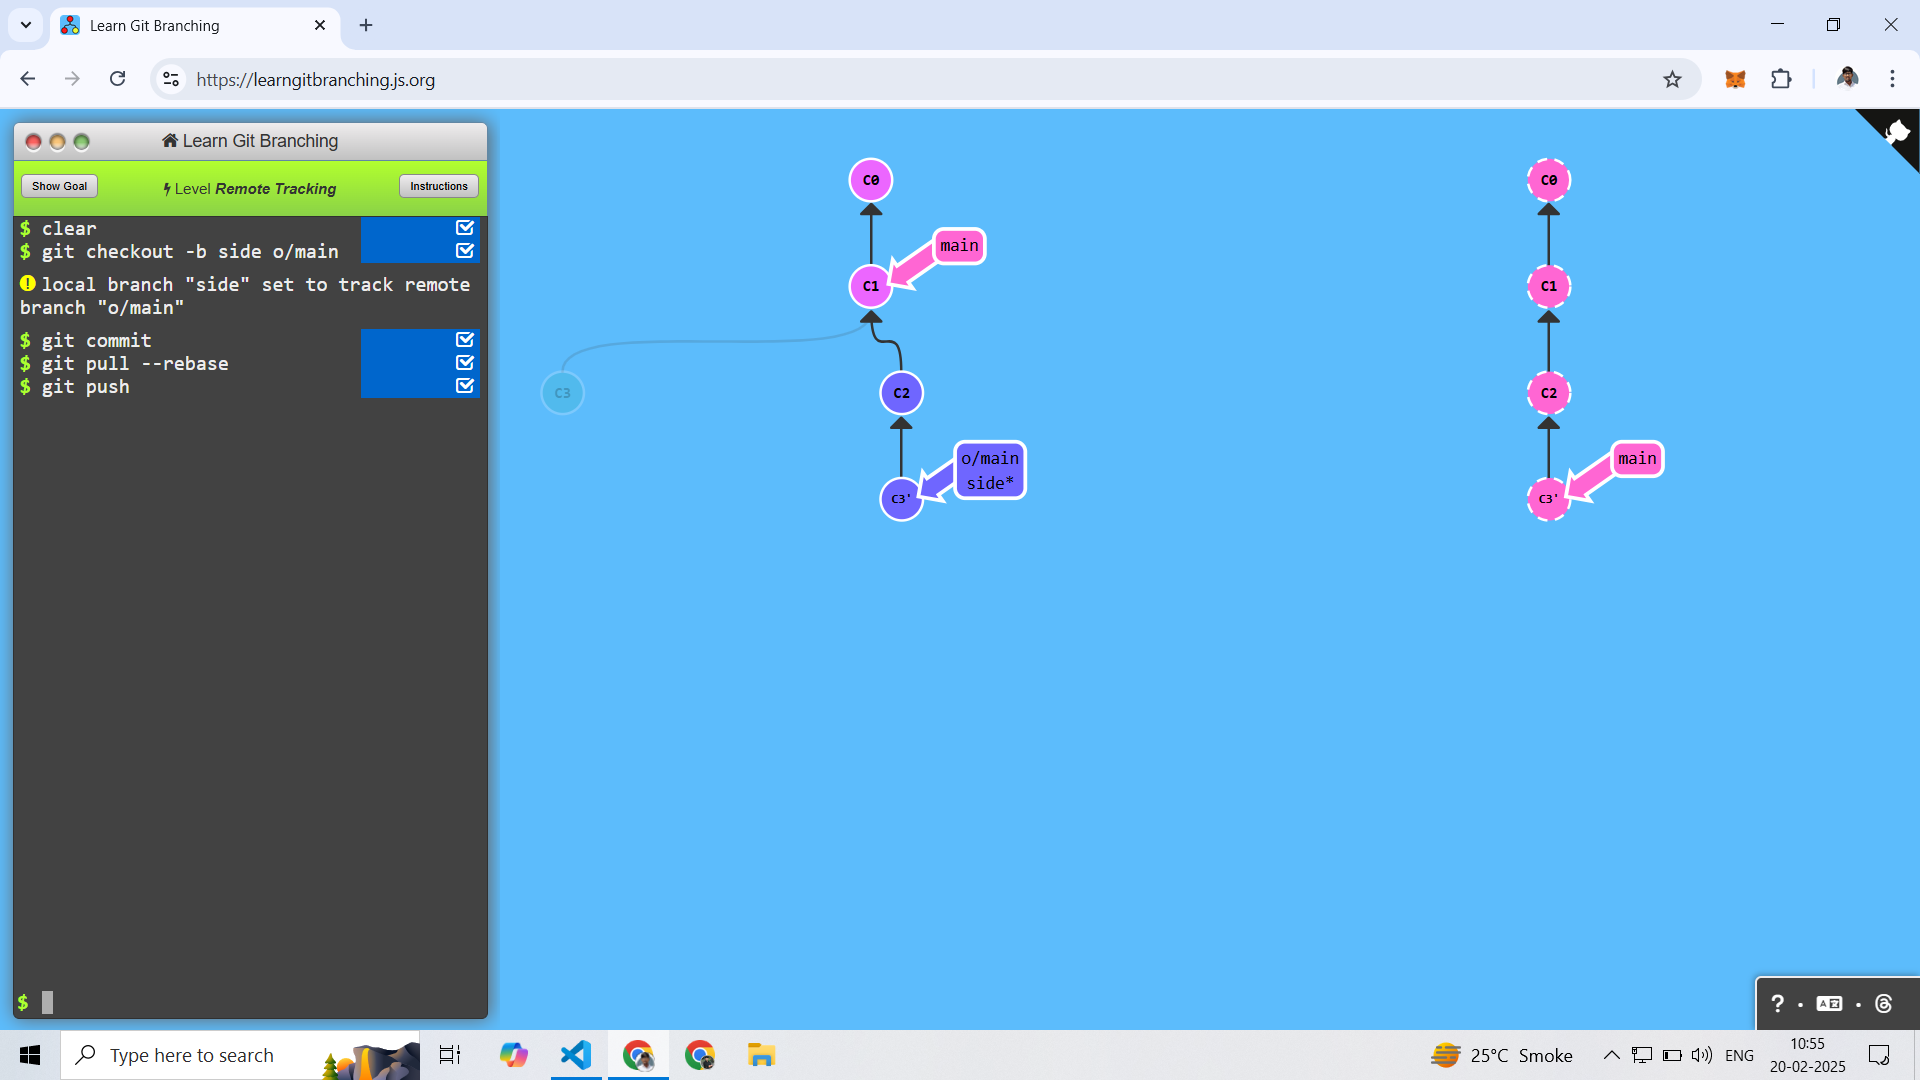 Learn Git Branching
https://learngitbranching.js.org
Learn Git Branching
Show Goal
Level Remote Tracking
Instructions
$ clear
$ git checkout -b side o/main
local branch "side" set to track remote
branch "o/main"
$ git commit
$ git pull --rebase
$ git push
$
C0
main
C1
C3
C2
o/main
side*
C3'
C0
C1
C2
main
C3'
?
Type here to search
25°C Smoke
ENG
10:55
20-02-2025